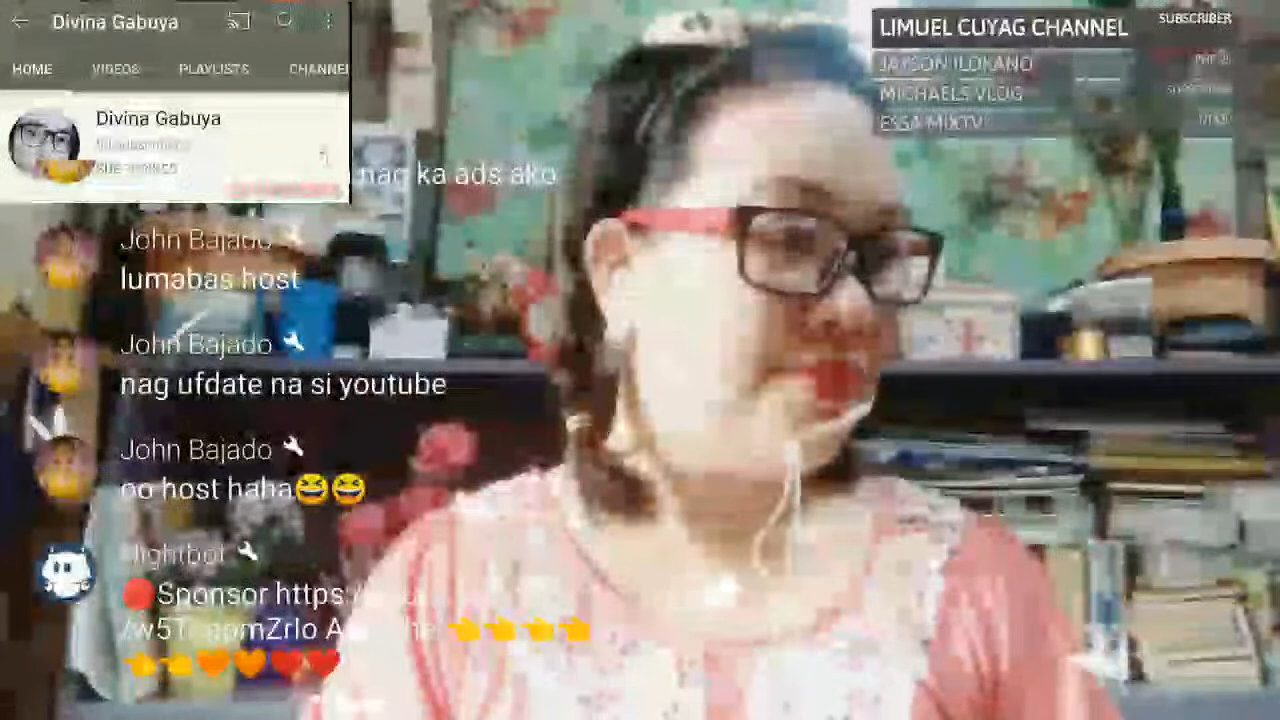 Divina Gabuya
HOME VIDEOS PLAYLISTS CHANNEL
Divina Gabuya
nag ka ads ako
John Bajado
lumabas host
John Bajado
nag ufdate na si youtube
John Bajado
oo host haha😆😆
Nightbot
🔴Sponsor https:/
👈👈👈👈
👈👈🧡🧡❤️❤️
LIMUEL CUYAG CHANNEL SUBSCRIBER
JAYSON ILOKANO
MICHAELS VLOG
ESSA MIXTV